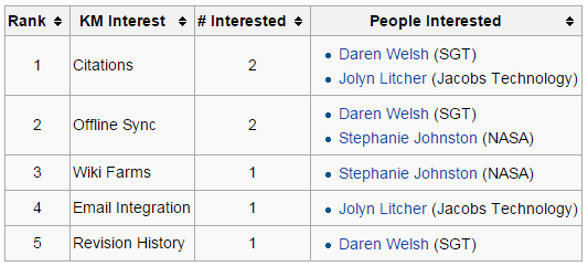 Rank KM Interest # Interested People Interested
1 Citations 2 Daren Welsh (SGT)
Jolyn Litcher (Jacobs Technology)
2 Offline Sync 2 Daren Welsh (SGT)
Stephanie Johnston (NASA)
3 Wiki Farms 1 Stephanie Johnston (NASA)
4 Email Integration 1 Jolyn Litcher (Jacobs Technology)
5 Revision History 1 Daren Welsh (SGT)